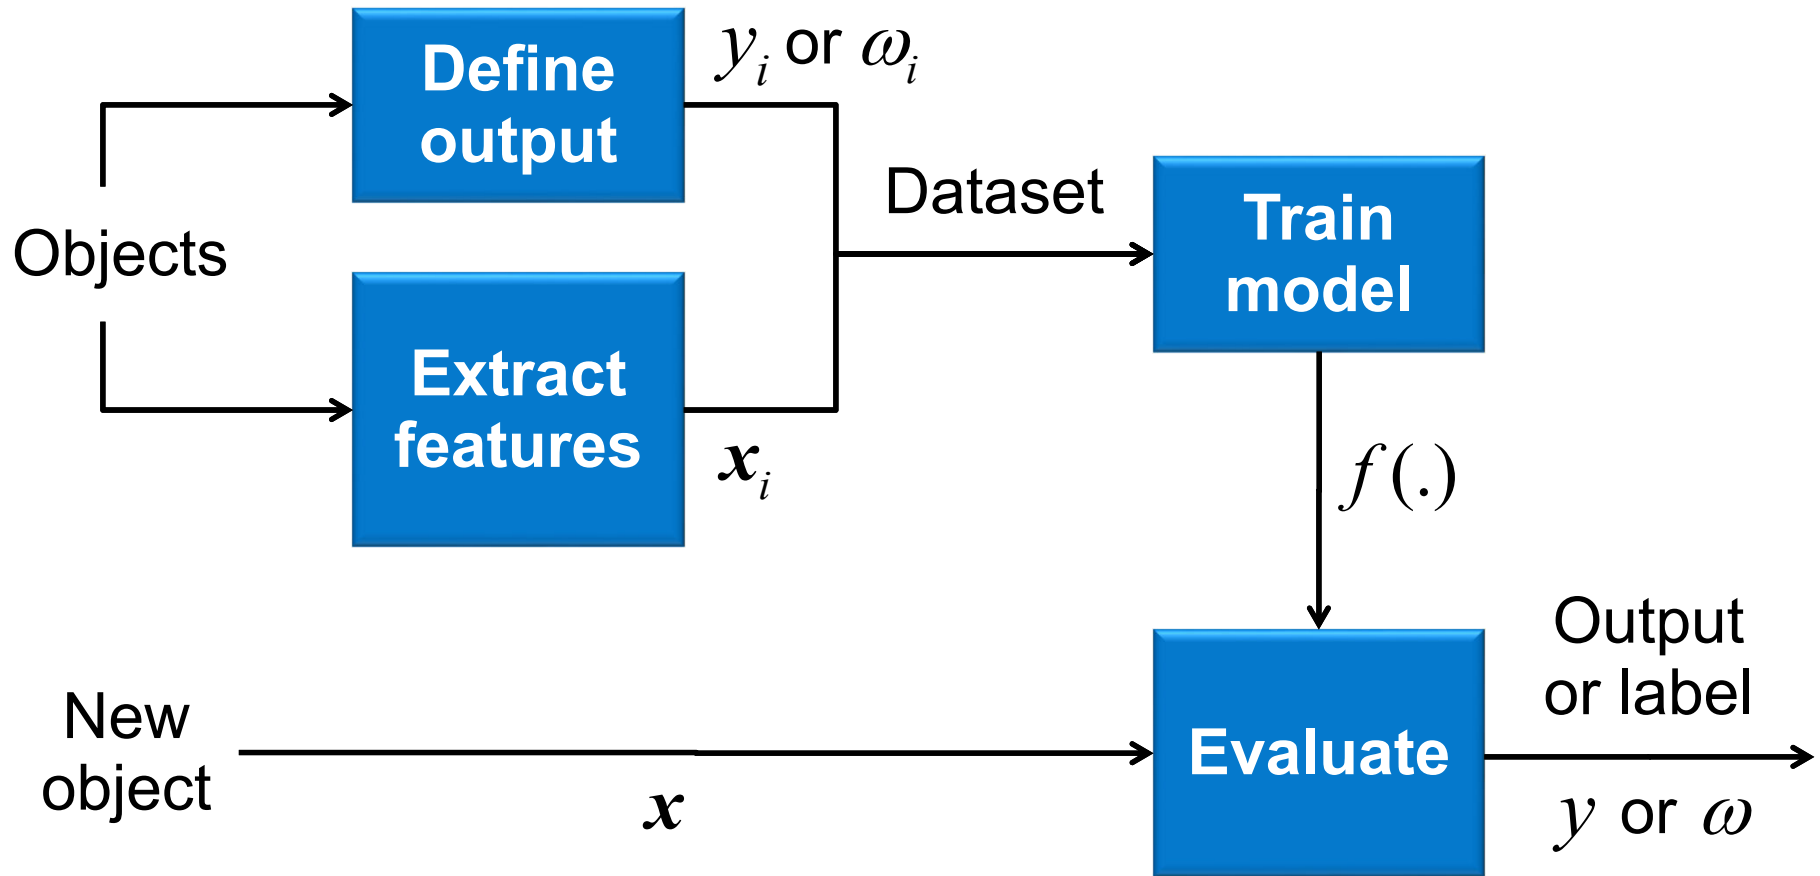 Define
output
y_i or ω_i
Objects
Dataset
Train
model
Extract
features
x_i
f(.)
New
object
x
Evaluate
Output
or label
y or ω